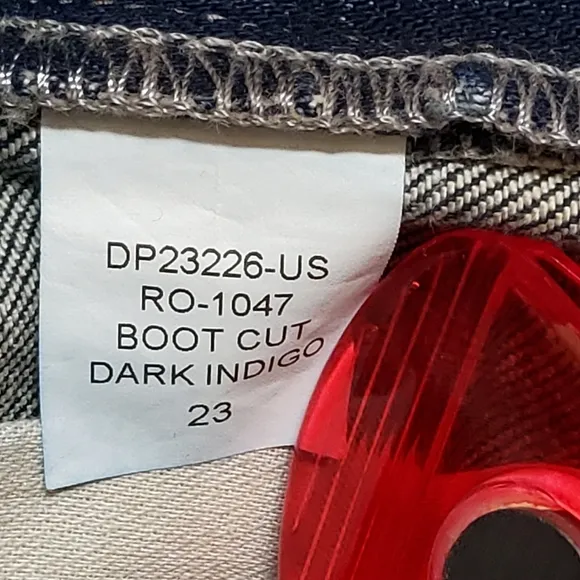 DP23226-US
RO-1047
BOOT CUT
DARK INDIGO
23